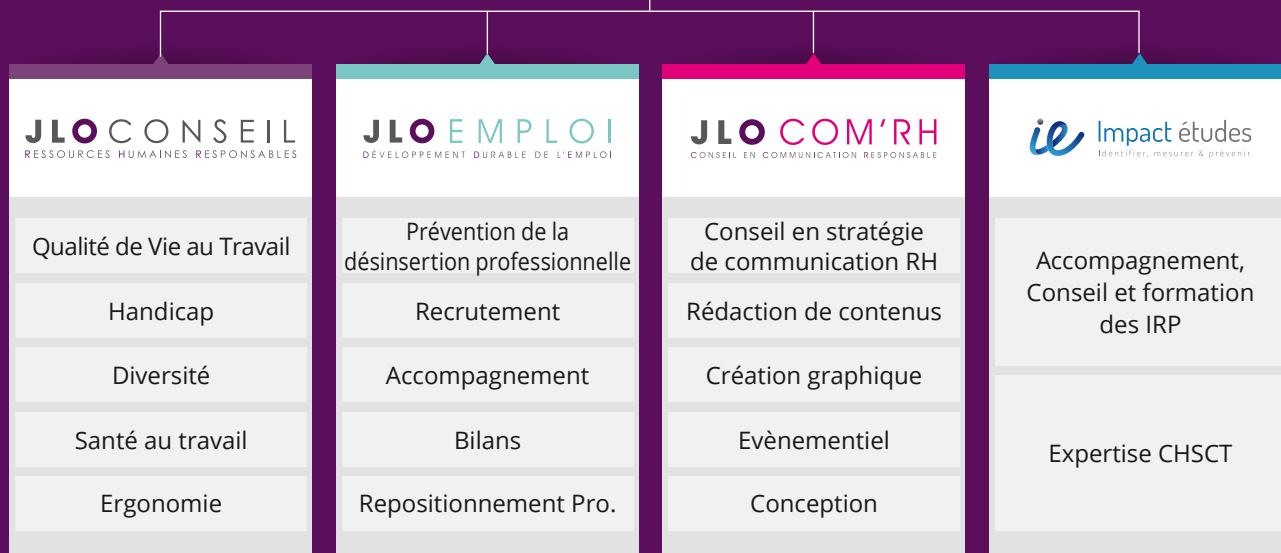 JLO CONSEIL
RESSOURCES HUMAINES RESPONSABLES
Qualité de Vie au Travail
Handicap
Diversité
Santé au travail
Ergonomie
JLO EMPLOI
DÉVELOPPEMENT DURABLE DE L'EMPLOI
Prévention de la
désinsertion professionnelle
Recrutement
Accompagnement
Bilans
Repositionnement Pro.
JLO COM'RH
CONSEIL EN COMMUNICATION RESPONSABLE
Conseil en stratégie
de communication RH
Rédaction de contenus
Création graphique
Evènementiel
Conception
ie Impact études
Identifier, mesurer & prévenir
Accompagnement,
Conseil et formation
des IRP
Expertise CHSCT